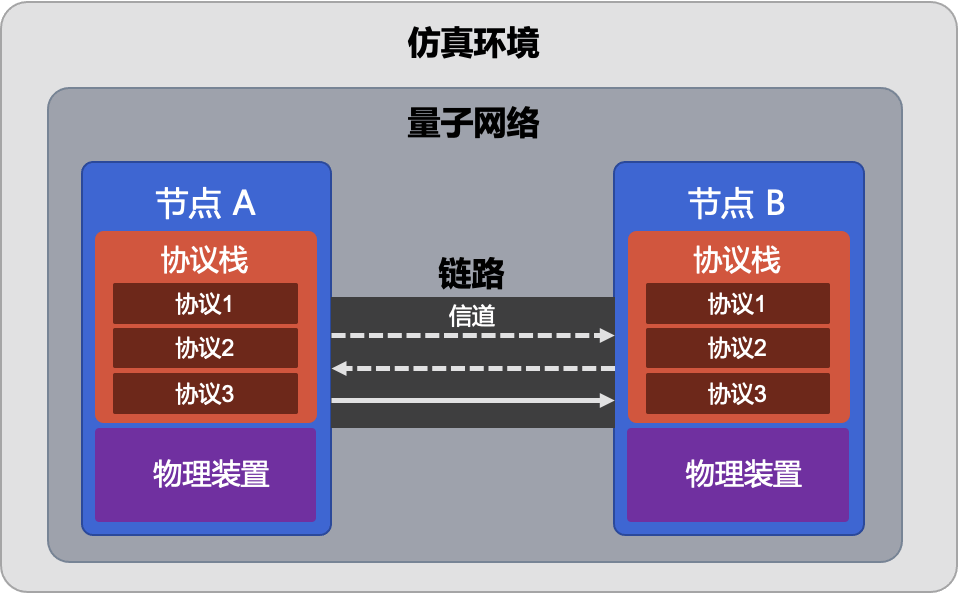 仿真环境
量子网络
节点 A
协议栈
协议1
协议2
协议3
物理装置
链路
信道
节点 B
协议栈
协议1
协议2
协议3
物理装置